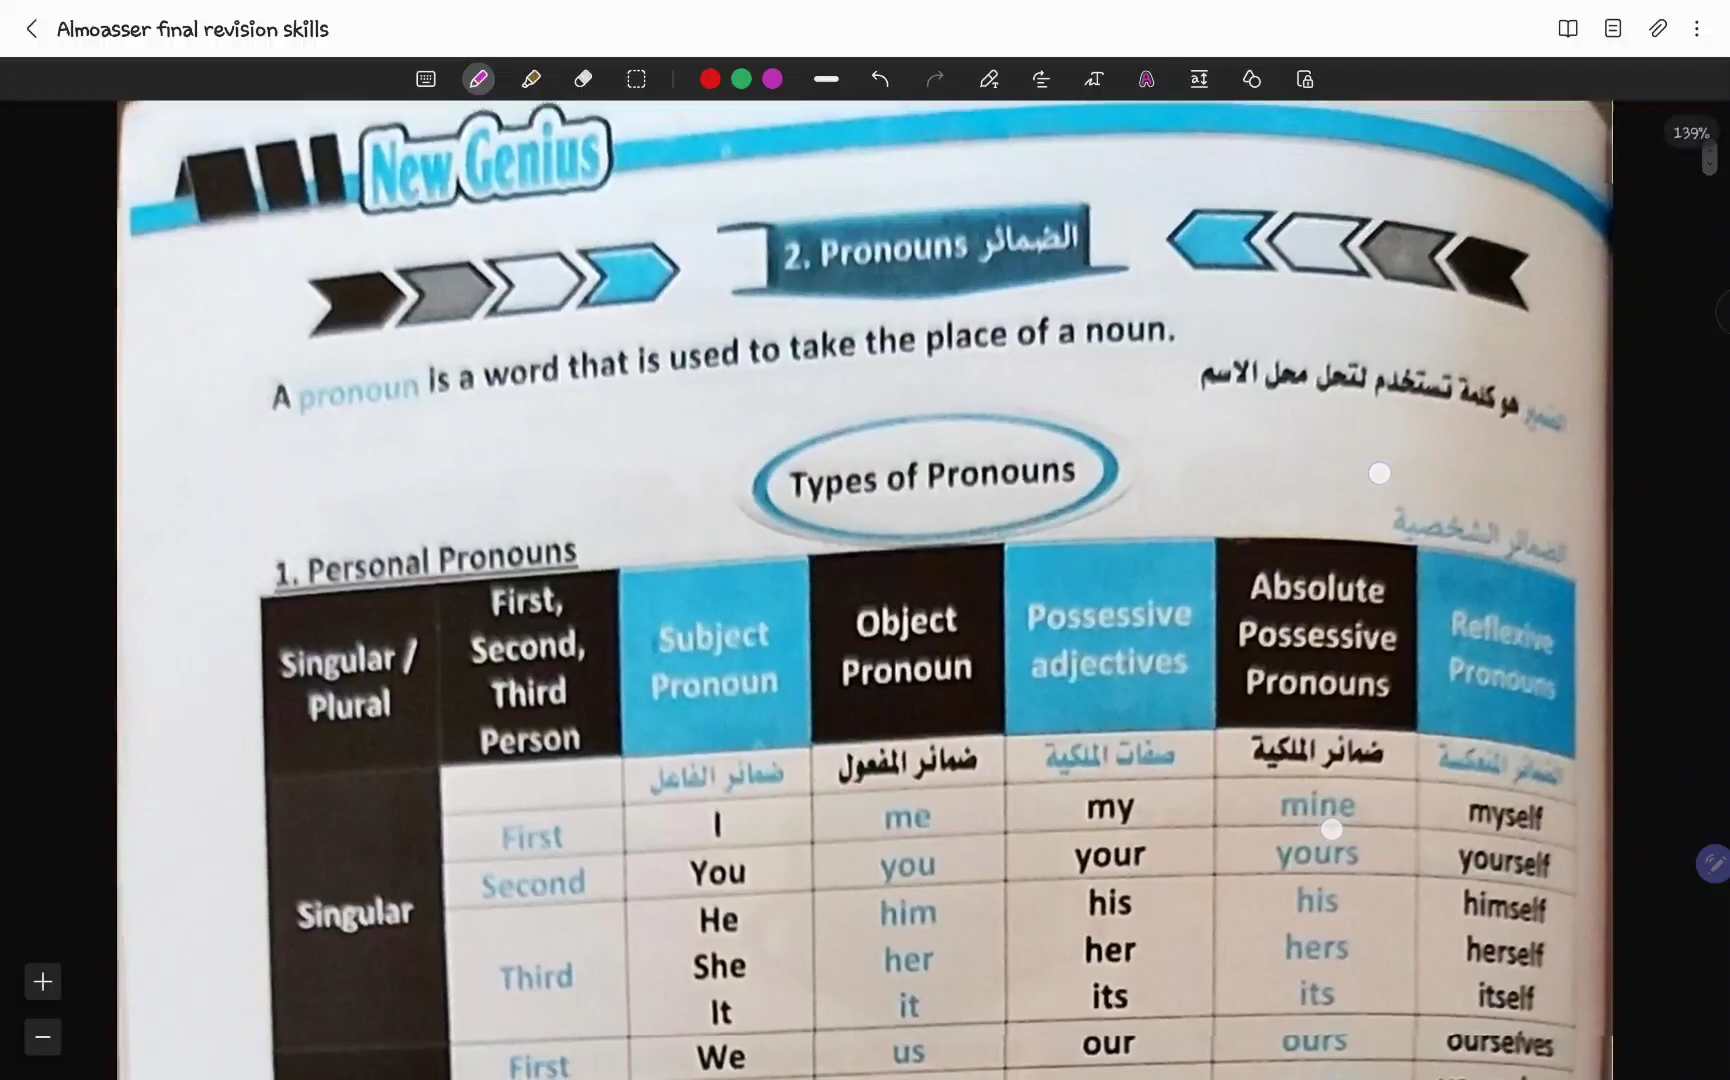 Almoasser final revision skills
139%
New Genius
2. Pronouns الضمائر
A pronoun is a word that is used to take the place of a noun.
الضمير هو كلمة تستخدم لتحل محل الاسم
Types of Pronouns
1. Personal Pronouns
الضمائر الشخصية
Singular / Plural
First, Second, Third Person
Subject Pronoun
Object Pronoun
Possessive adjectives
Absolute Possessive Pronouns
Reflexive Pronouns
ضمائر الفاعل ضمائر المفعول صفات الملكية ضمائر الملكية الضمائر المنعكسة
Singular
First I me my mine myself
Second You you your yours yourself
Third
He him his his himself
She her her hers herself
It it its its itself
First We us our ours ourselves